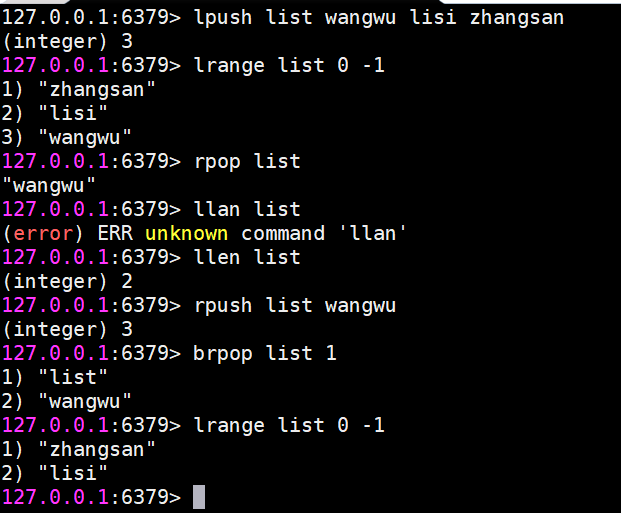 127.0.0.1:6379> lpush list wangwu lisi zhangsan
(integer) 3
127.0.0.1:6379> lrange list 0 -1
1) "zhangsan"
2) "lisi"
3) "wangwu"
127.0.0.1:6379> rpop list
"wangwu"
127.0.0.1:6379> llan list
(error) ERR unknown command 'llan'
127.0.0.1:6379> llen list
(integer) 2
127.0.0.1:6379> rpush list wangwu
(integer) 3
127.0.0.1:6379> brpop list 1
1) "list"
2) "wangwu"
127.0.0.1:6379> lrange list 0 -1
1) "zhangsan"
2) "lisi"
127.0.0.1:6379>